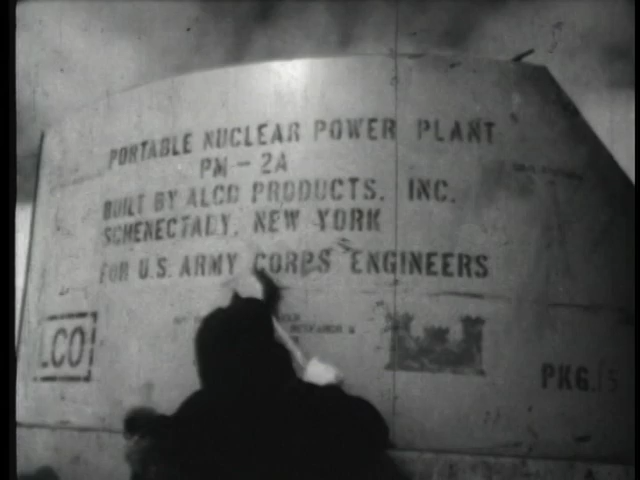 PORTABLE NUCLEAR POWER PLANT
PM-2A
BUILT BY ALCO PRODUCTS, INC.
SCHENECTADY, NEW YORK
FOR U.S. ARMY CORPS ENGINEERS
LCO
PKG. 15